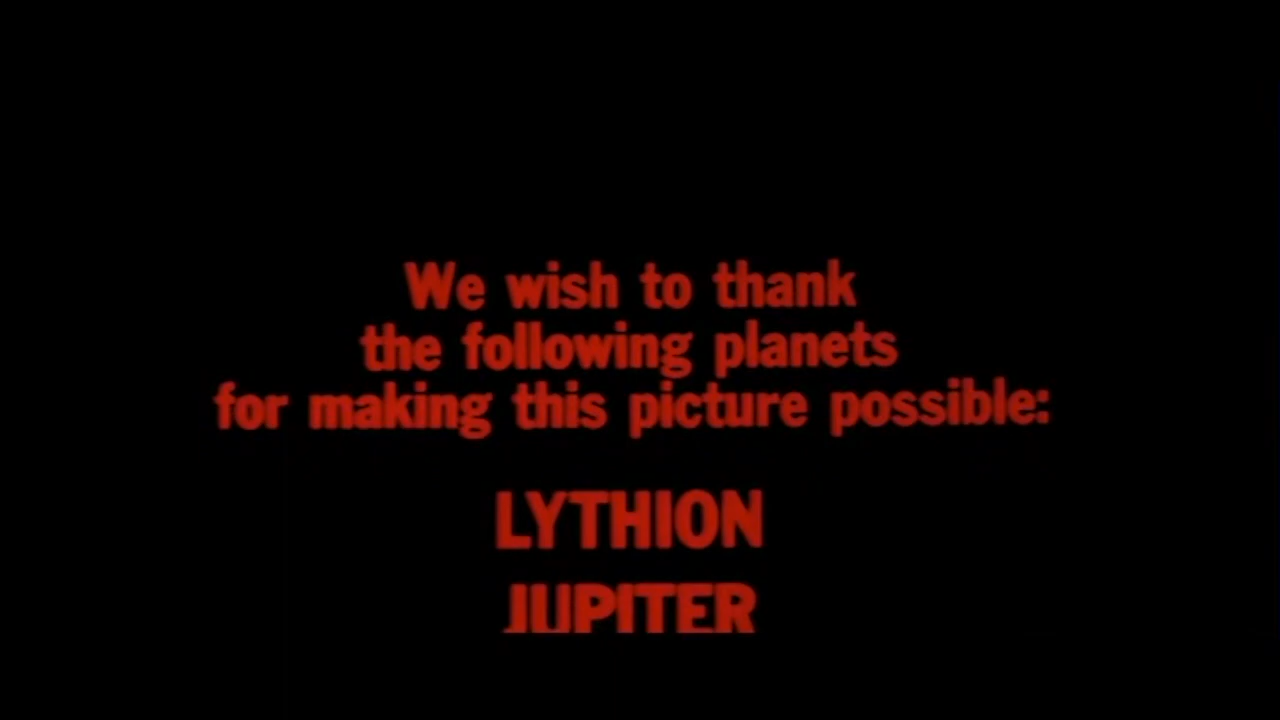 We wish to thank
the following planets
for making this picture possible:
LYTHION
JUPITER